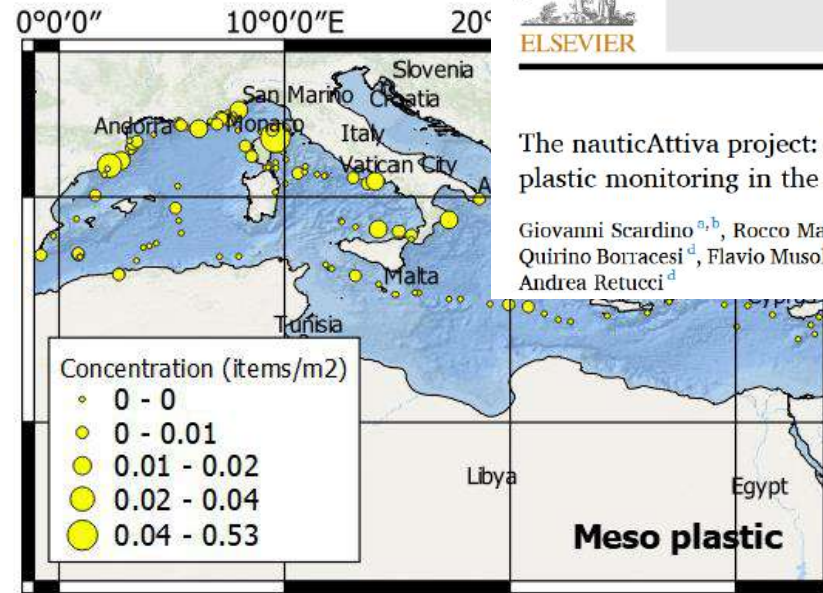 0°0'0″
10°0'0″E
20°
ELSEVIER
The nauticAttiva project:
plastic monitoring in the
Giovanni Scardino a,b, Rocco Ma
Quirino Borracesi d, Flavio Musol
Andrea Retucci d
Slovenia
San Marino
Croatia
Andorra
Monaco
Italy
Vatican City
A
Malta
Tunisia
Concentration (items/m2)
0 - 0
0 - 0.01
0.01 - 0.02
0.02 - 0.04
0.04 - 0.53
Libya
Egypt
Meso plastic